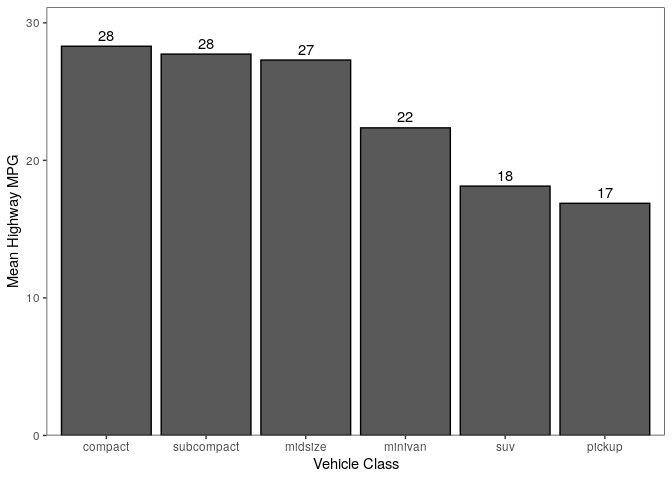 30
20
10
0
Mean Highway MPG
28
28
27
22
18
17
compact
subcompact
midsize
minivan
suv
pickup
Vehicle Class